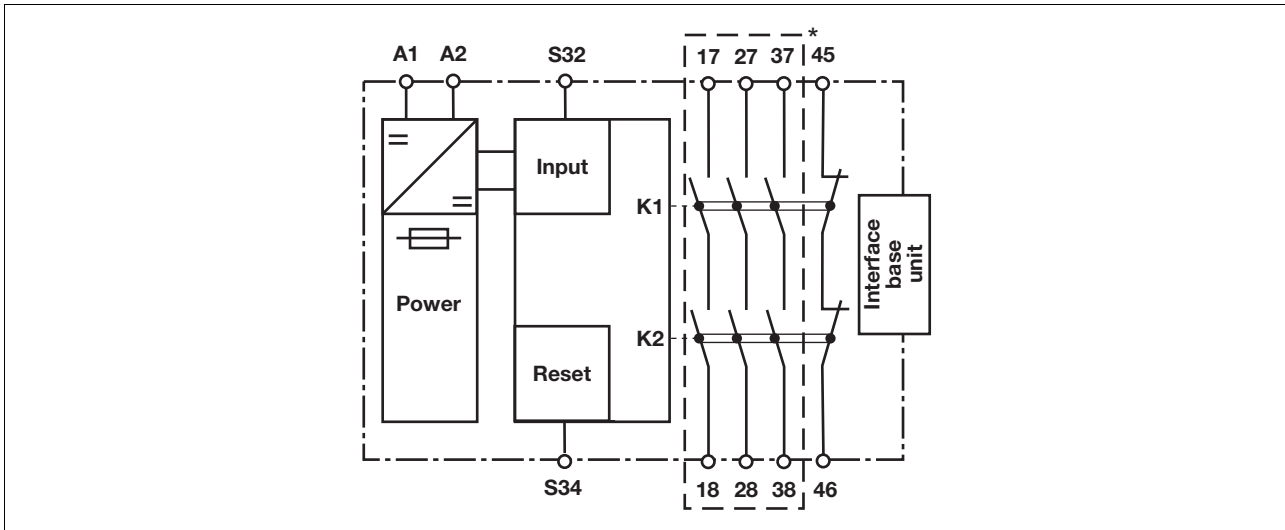 A1 A2 S32 17 27 37 * 45
Input
K1
Interface
base
unit
Power
K2
Reset
S34 18 28 38 46